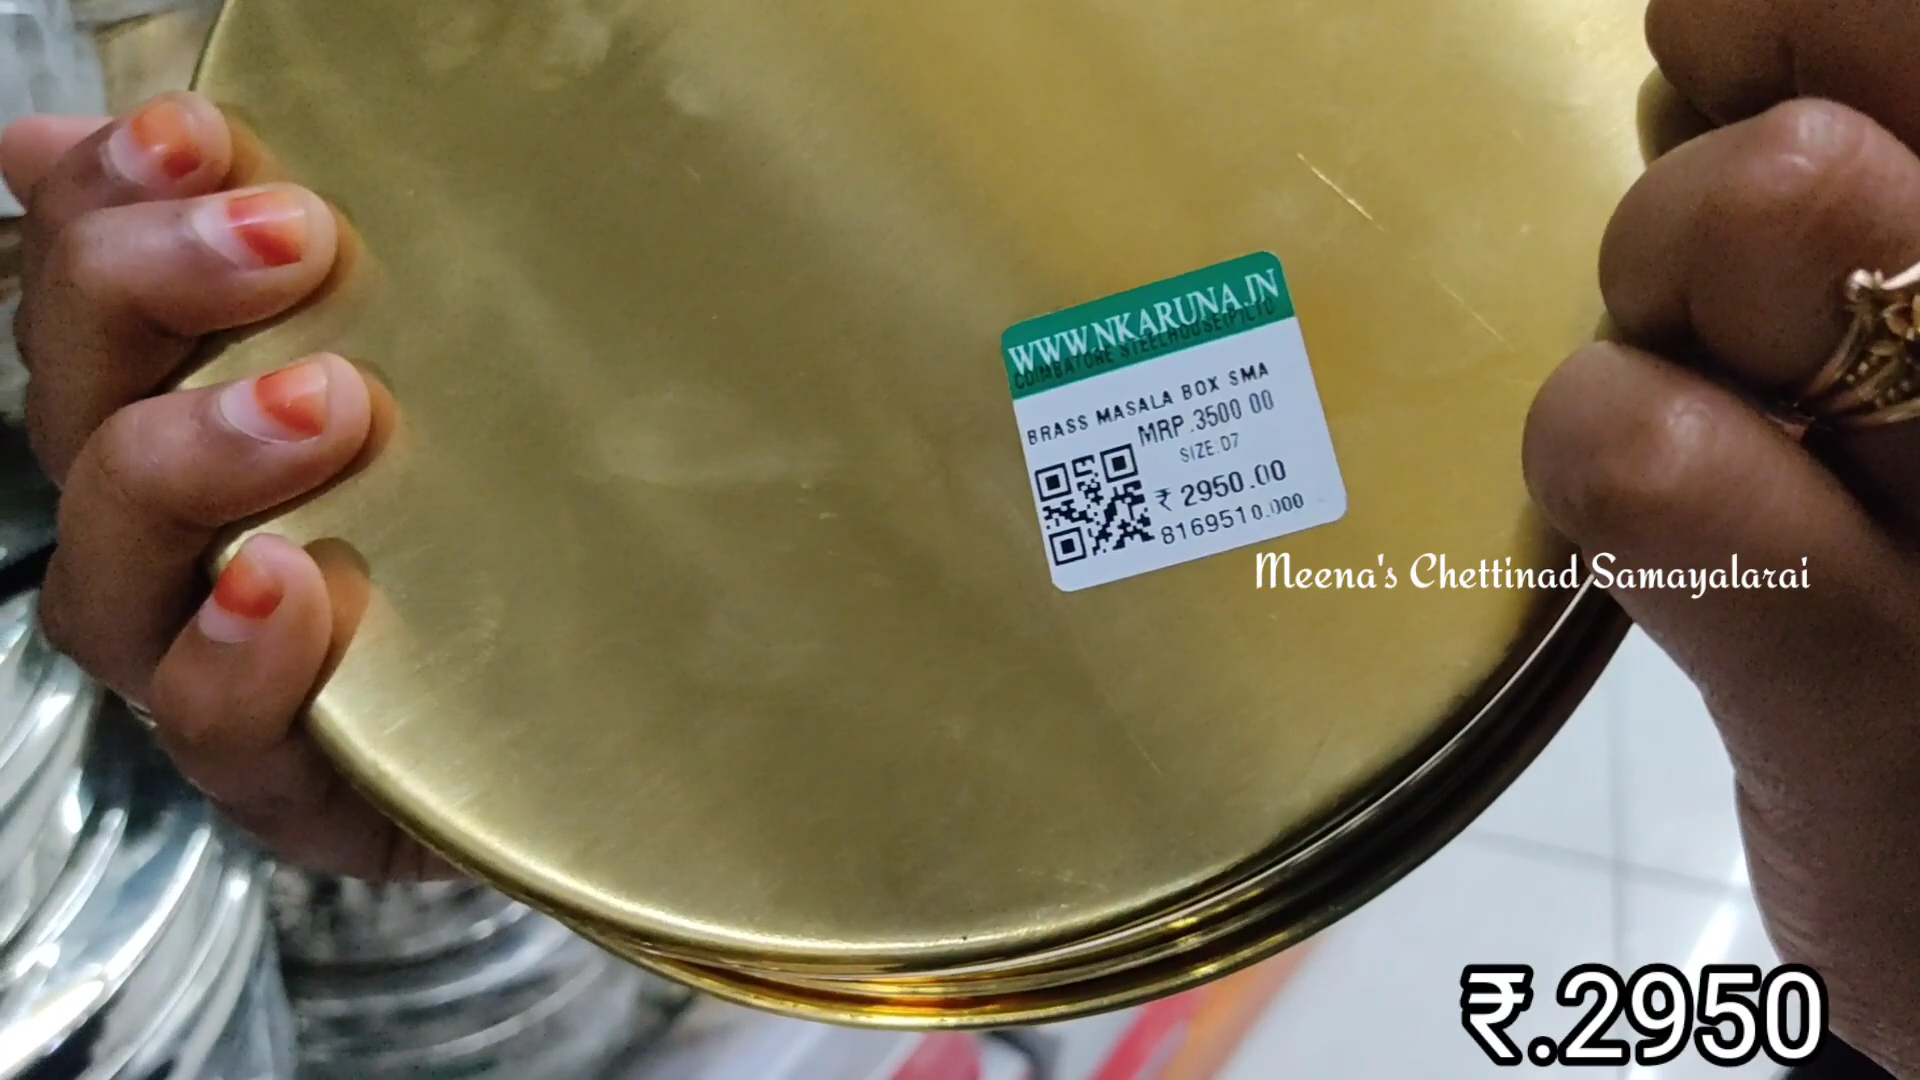 WWW.NKARUNA.IN
COIMBATORE STEELHOUSE(P)LTD
BRASS MASALA BOX SMA
MRP.3500 00
SIZE:07
₹ 2950.00
8169510.000
Meena's Chettinad Samayalarai
₹.2950